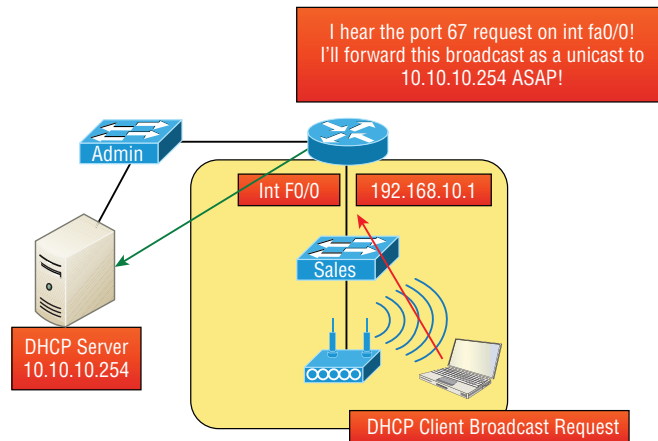 I hear the port 67 request on int fa0/0!
I'll forward this broadcast as a unicast to
10.10.10.254 ASAP!
Admin
Int F0/0
192.168.10.1
Sales
DHCP Server
10.10.10.254
DHCP Client Broadcast Request